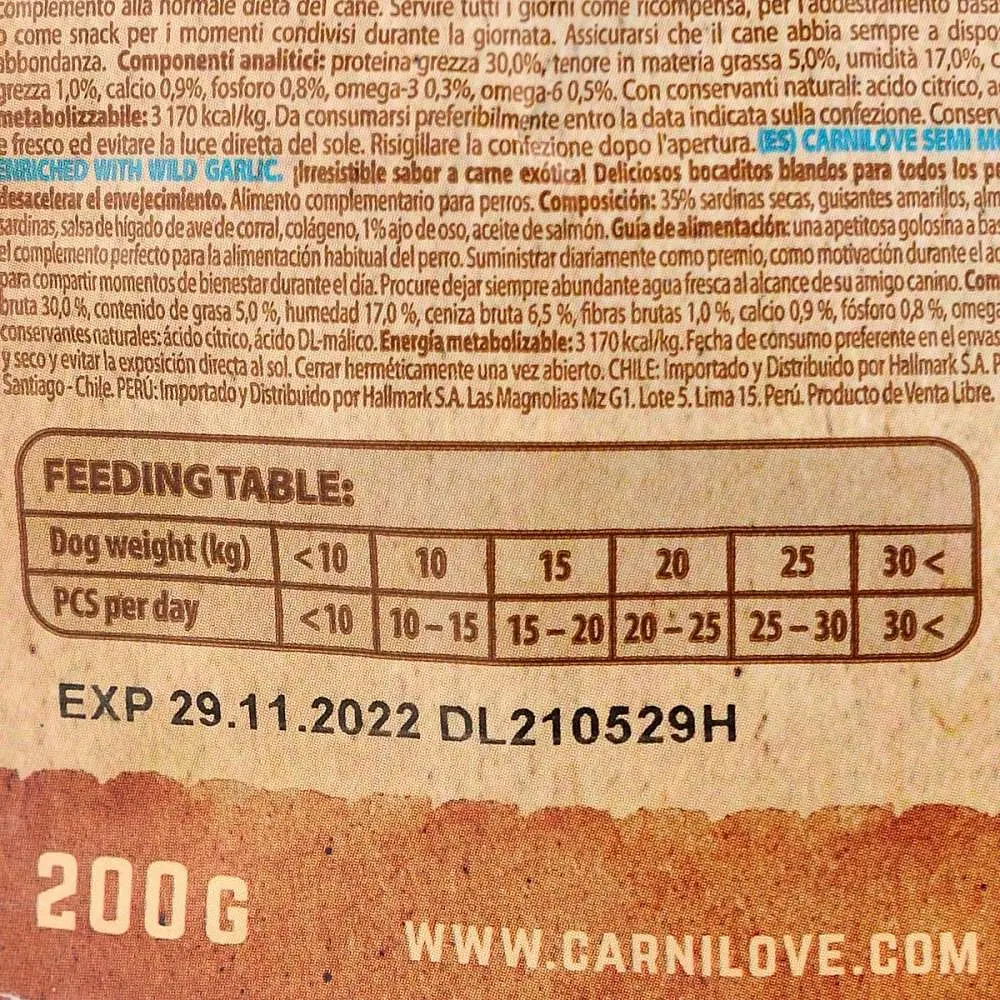 complemento alla normale dieta del cane. Servire tutti i giorni come ricompensa, per l'addestramento
come snack per i momenti condivisi durante la giornata. Assicurarsi che il cane abbia sempre a
abbondanza. Componenti analitici: proteina grezza 30,0%, tenore in materia grassa 5,0%, umidità 17,0%,
grezza 1,0%, calcio 0,9%, fosforo 0,8%, omega-3 0,3%, omega-6 0,5%. Con conservanti naturali: acido citrico,
metabolizzabile: 3 170 kcal/kg. Da consumarsi preferibilmente entro la data indicata sulla confezione.
e fresco ed evitare la luce diretta del sole. Risigillare la confezione dopo l'apertura. (ES) CARNILOVE SEMI
ENRICHED WITH WILD GARLIC. ¡Irresistible sabor a carne exótica! Deliciosos bocaditos blandos para todos los
desacelerar el envejecimiento. Alimento complementario para perros. Composición: 35% sardinas secas, guisantes amarillos,
sardinas, salsa de hígado de ave de corral, colágeno, 1% ajo de oso, aceite de salmón. Guía de alimentación: una apetitosa golosina a
el complemento perfecto para la alimentación habitual del perro. Suministrar diariamente como premio, como motivación durante el
para compartir momentos de bienestar durante el día. Procure dejar siempre abundante agua fresca al alcance de su amigo canino.
bruta 30,0 %, contenido de grasa 5,0 %, humedad 17,0 %, ceniza bruta 6,5 %, fibras brutas 1,0 %, calcio 0,9 %, fósforo 0,8 %,
conservantes naturales: ácido cítrico, ácido DL-málico. Energía metabolizable: 3 170 kcal/kg. Fecha de consumo preferente en el
y seco y evitar la exposición directa al sol. Cerrar herméticamente una vez abierto. CHILE: Importado y Distribuido por Hallmark S.A.
Santiago - Chile. PERÚ: Importado y Distribuido por Hallmark S.A. Las Magnolias Mz G1. Lote 5. Lima 15. Perú. Producto de Venta Libre.
FEEDING TABLE:
Dog weight (kg) < 10 10 15 20 25 30 <
PCS per day < 10 10 – 15 15 – 20 20 – 25 25 – 30 30 <
EXP 29.11.2022 DL210529H
200G
WWW.CARNILOVE.COM